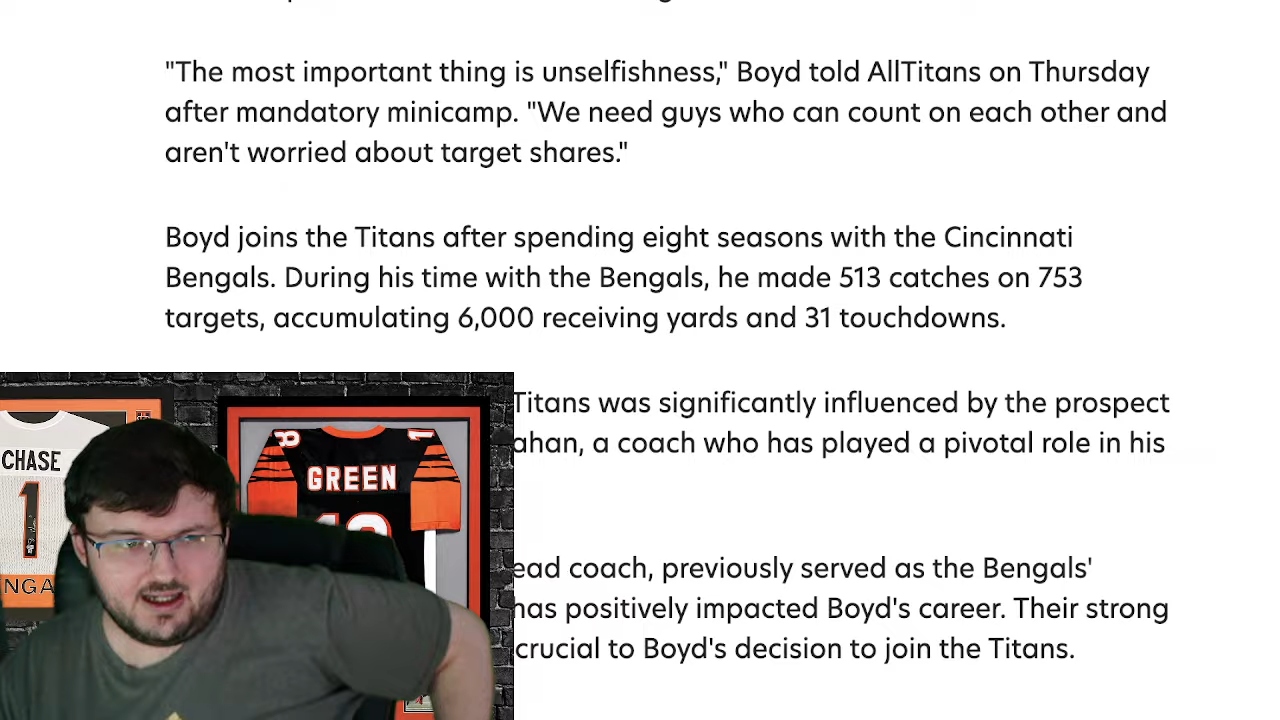 "The most important thing is unselfishness," Boyd told AllTitans on Thursday
after mandatory minicamp. "We need guys who can count on each other and
aren't worried about target shares."
Boyd joins the Titans after spending eight seasons with the Cincinnati
Bengals. During his time with the Bengals, he made 513 catches on 753
targets, accumulating 6,000 receiving yards and 31 touchdowns.
Titans was significantly influenced by the prospect
ahan, a coach who has played a pivotal role in his
ead coach, previously served as the Bengals'
has positively impacted Boyd's career. Their strong
crucial to Boyd's decision to join the Titans.
CHASE
1
NGA
GREEN